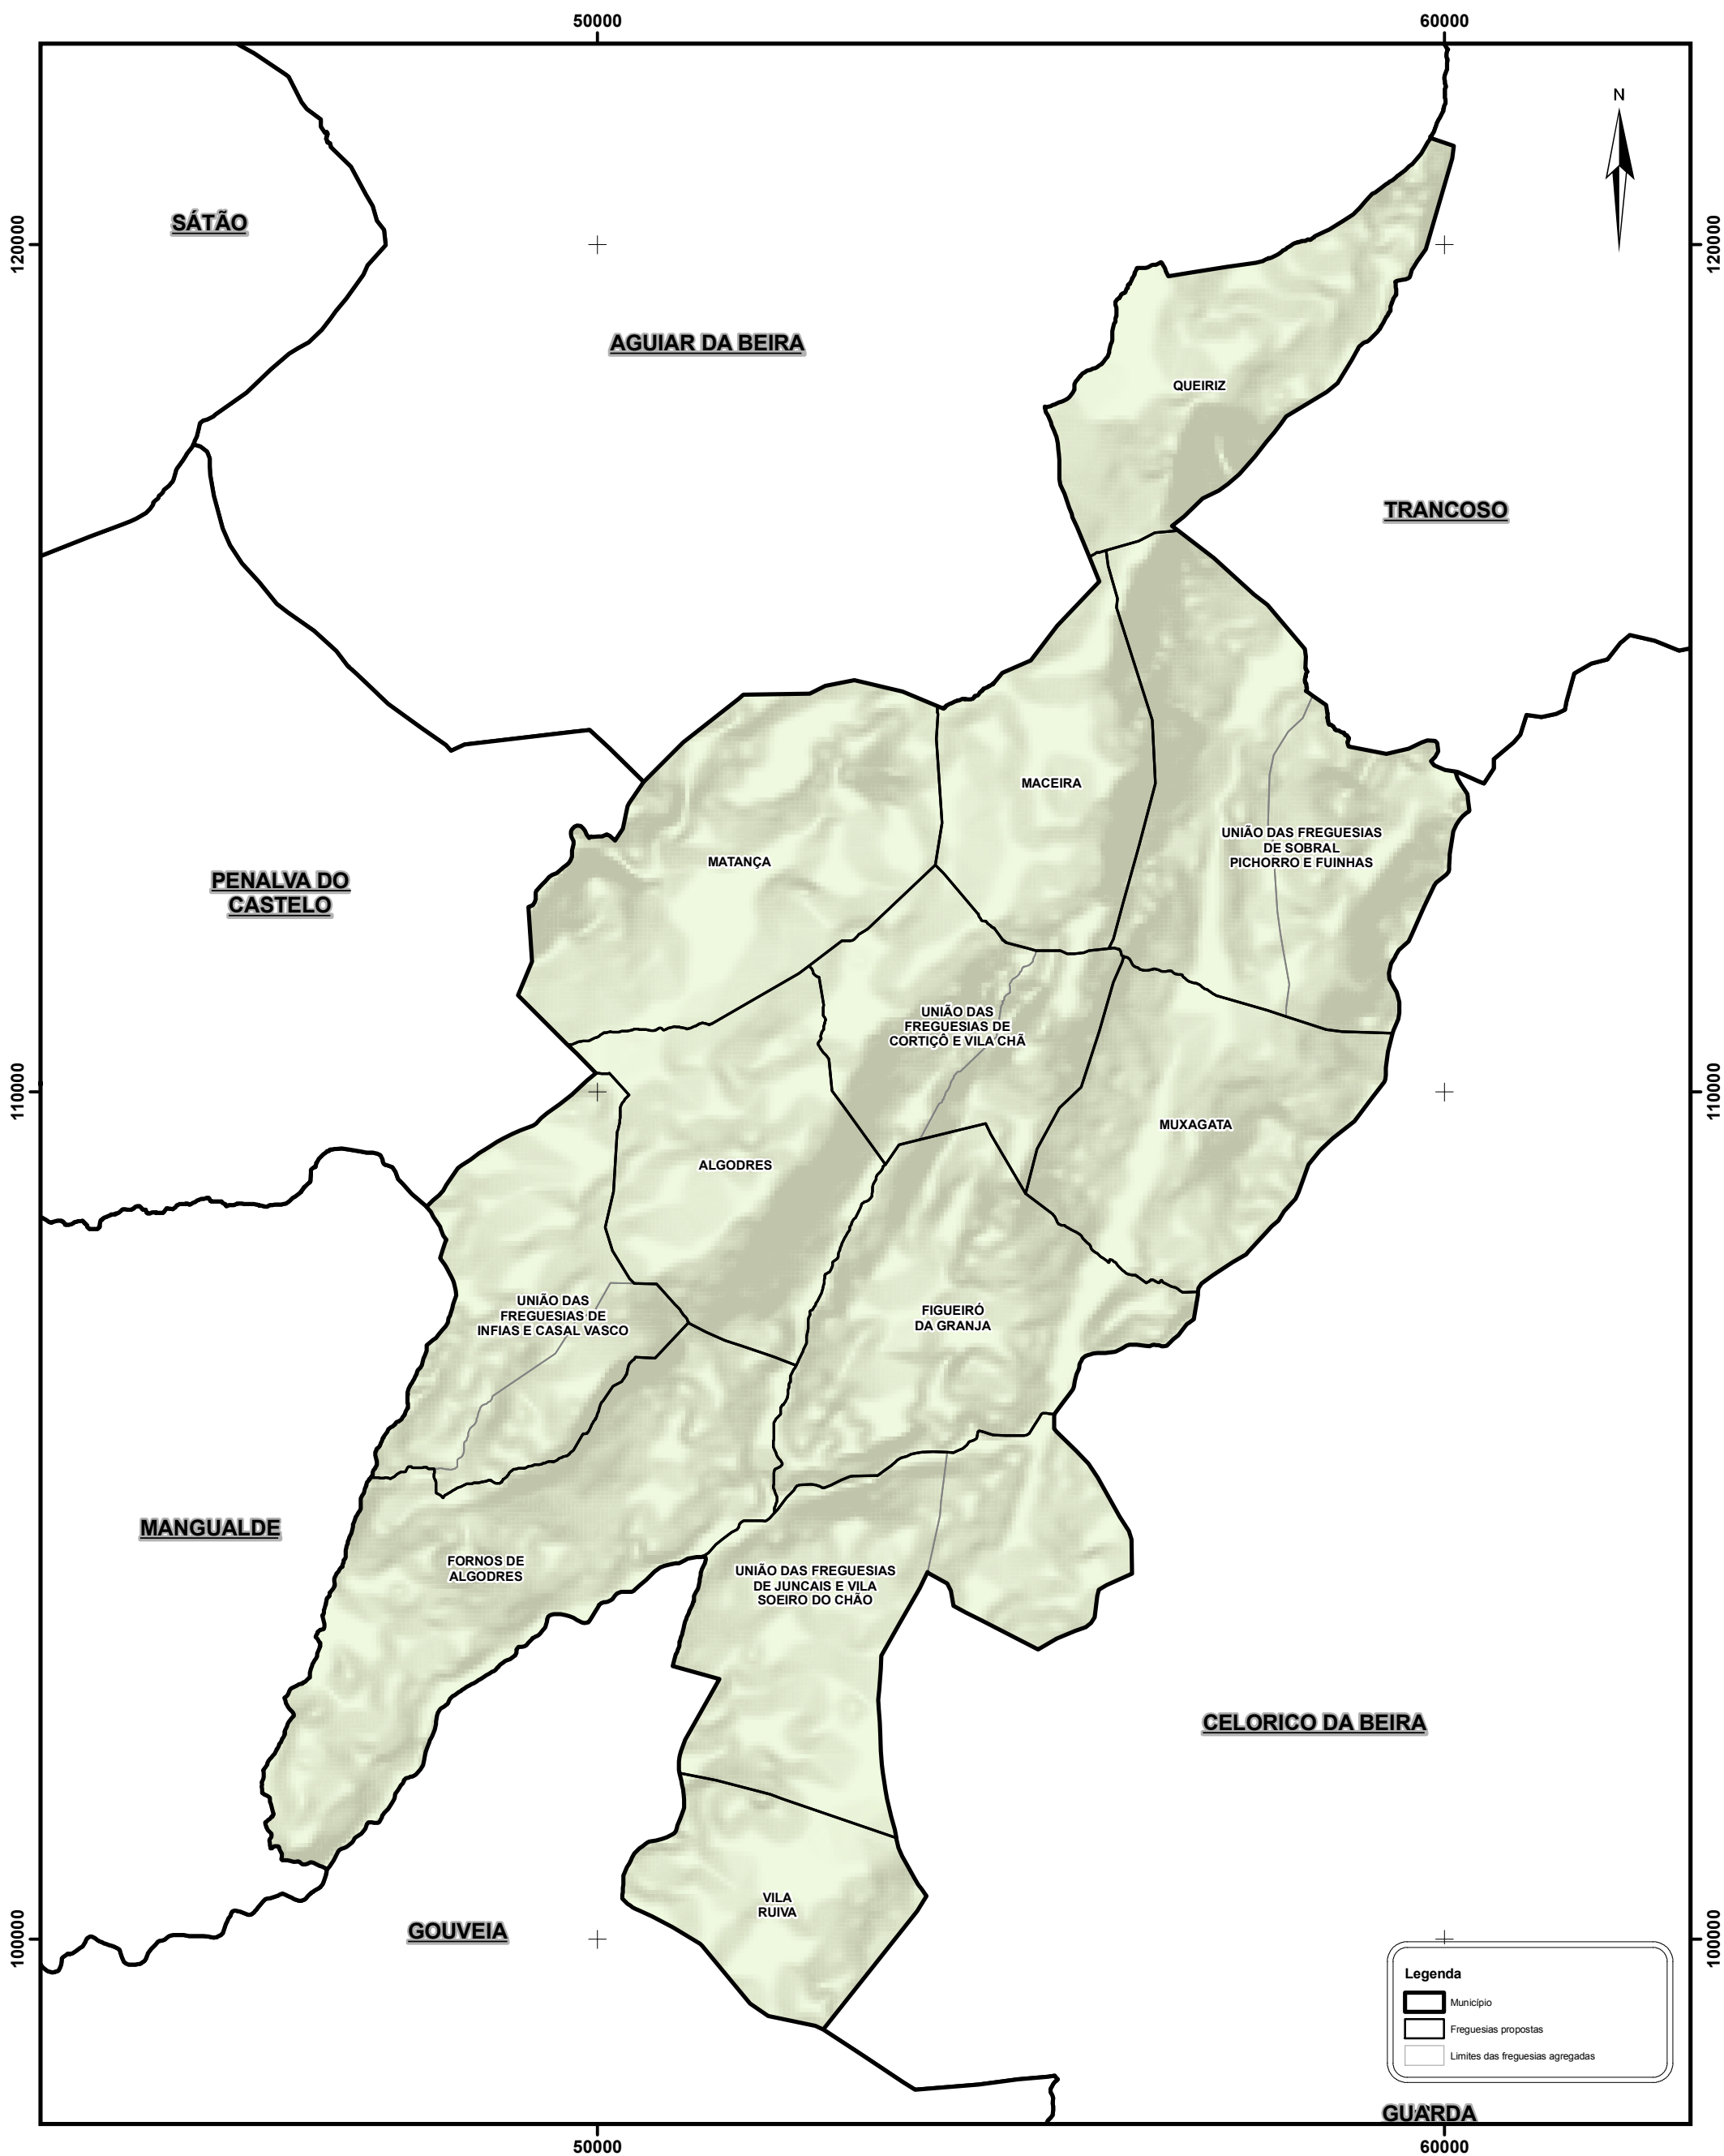 50000
60000
N
SÁTÃO
120000
120000
AGUIAR DA BEIRA
QUEIRIZ
TRANCOSO
MACEIRA
UNIÃO DAS FREGUESIAS
DE SOBRAL
PICHORRO E FUINHAS
MATANÇA
PENALVA DO
CASTELO
UNIÃO DAS
FREGUESIAS DE
CORTIÇÔ E VILA CHÃ
110000
110000
MUXAGATA
ALGODRES
UNIÃO DAS
FREGUESIAS DE
INFIAS E CASAL VASCO
FIGUEIRÓ
DA GRANJA
MANGUALDE
FORNOS DE
ALGODRES
UNIÃO DAS FREGUESIAS
DE JUNCAIS E VILA
SOEIRO DO CHÃO
CELORICO DA BEIRA
VILA
RUIVA
GOUVEIA
100000
100000
Legenda
Município
Freguesias propostas
Limites das freguesias agregadas
GUARDA
50000
60000